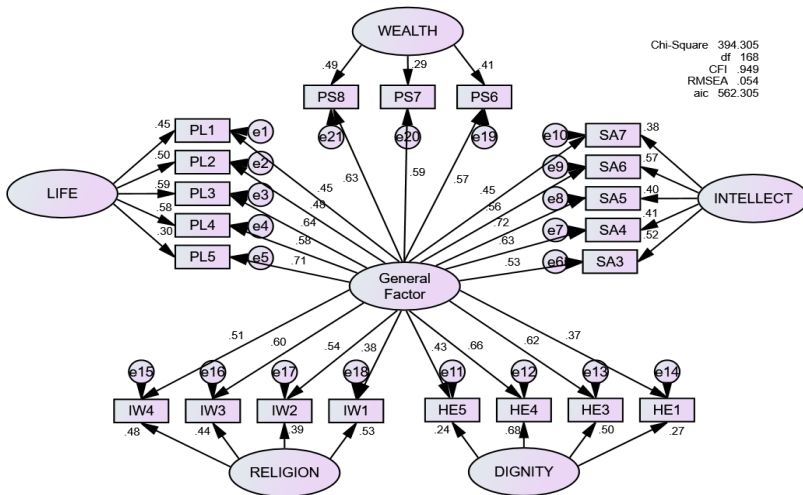 WEALTH
Chi-Square 394.305
df 168
CFI .949
RMSEA .054
aic 562.305
.49
.29
.41
PS8
PS7
PS6
e21
e20
e19
.63
.59
.57
LIFE
.45
.50
.59
.58
.30
PL1
PL2
PL3
PL4
PL5
e1
e2
e3
e4
e5
.45
.48
.64
.58
.71
General
Factor
.45
.56
.72
.63
.53
e10
e9
e8
e7
e6
SA7
SA6
SA5
SA4
SA3
.38
.57
.40
.41
.52
INTELLECT
.51
.60
.54
.38
e15
e16
e17
e18
IW4
IW3
IW2
IW1
.48
.44
.39
.53
RELIGION
.43
.66
.62
.37
e11
e12
e13
e14
HE5
HE4
HE3
HE1
.24
.68
.50
.27
DIGNITY